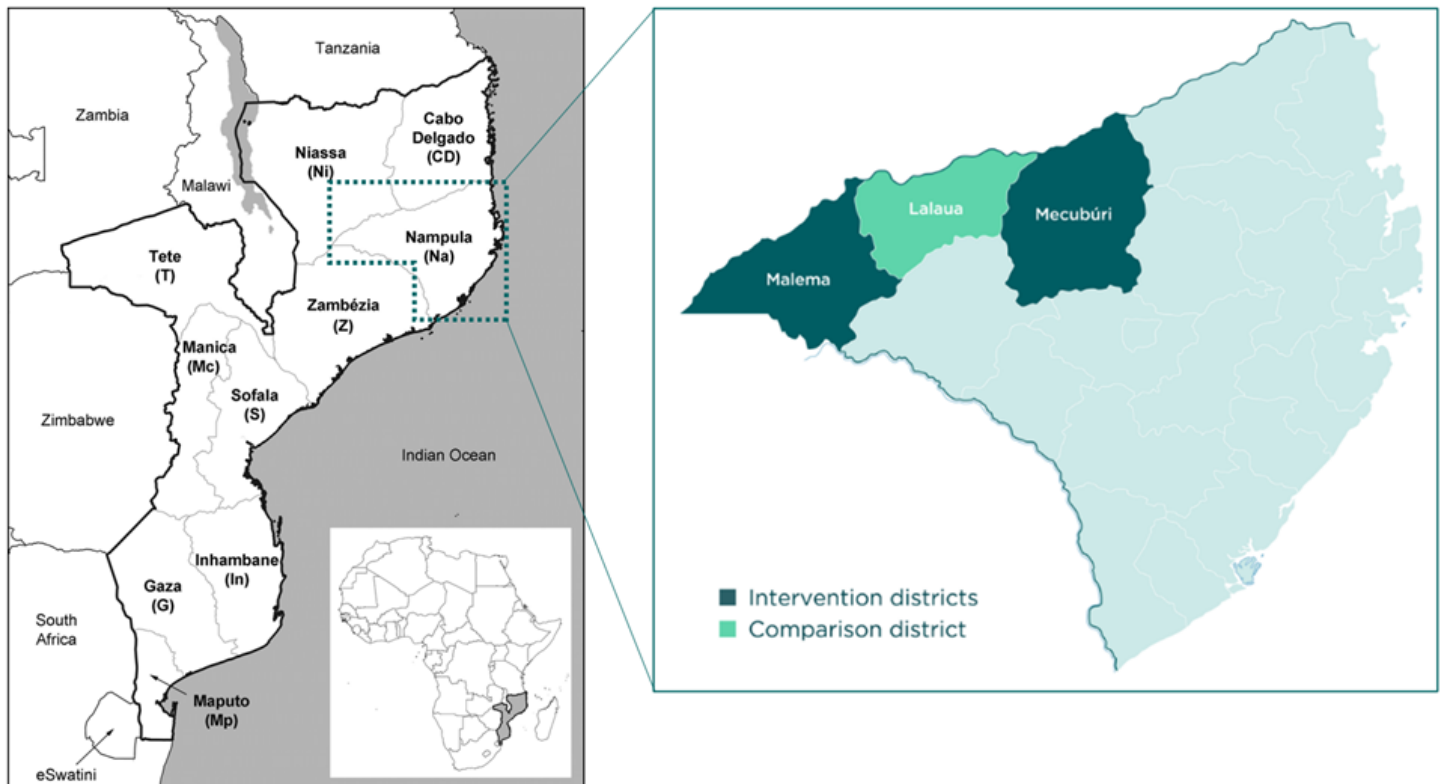 Tanzania
Zambia
Cabo
Delgado
(CD)
Niassa
(Ni)
Malawi
Nampula
(Na)
Tete
(T)
Zambézia
(Z)
Manica
(Mc)
Sofala
(S)
Zimbabwe
Indian Ocean
Inhambane
(In)
Gaza
(G)
South
Africa
Maputo
(Mp)
eSwatini
Lalaua
Mecubúri
Malema
Intervention districts
Comparison district